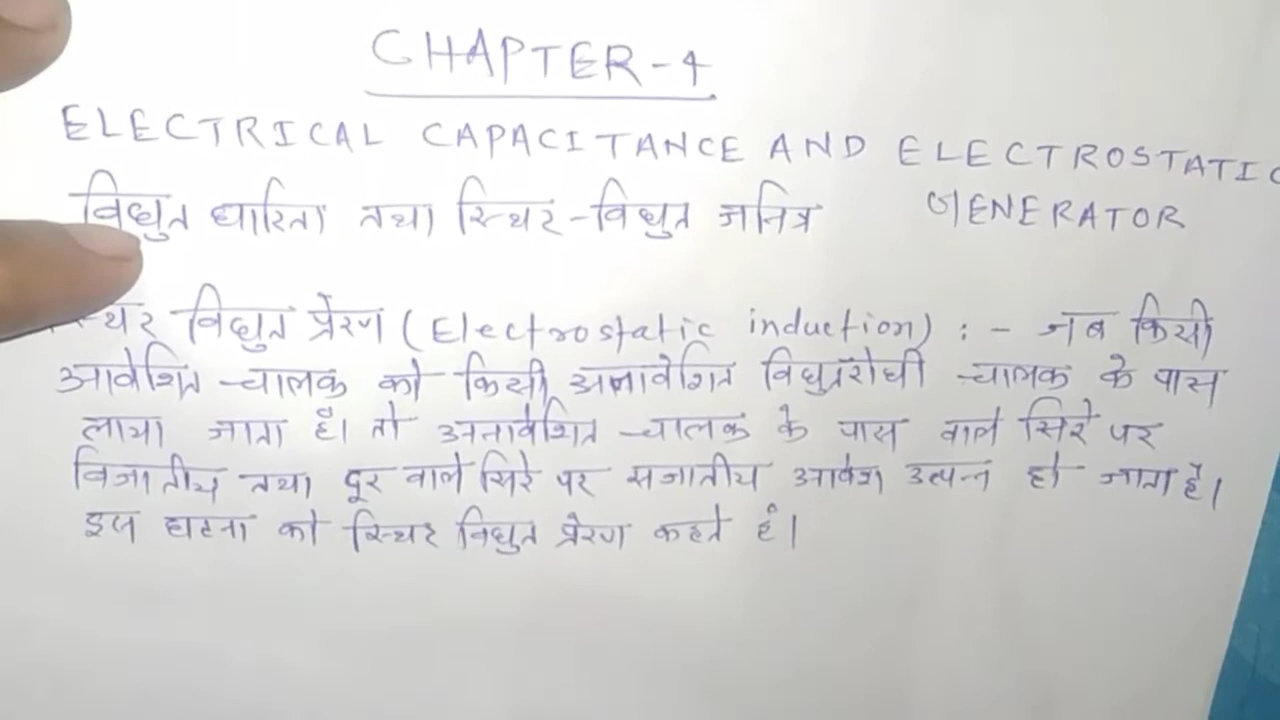 CHAPTER-4
ELECTRICAL CAPACITANCE AND ELECTROSTATIC
GENERATOR
विधुत धारिता तथा स्थिर-विधुत जनित्र
स्थिर विधुत प्रेरण (Electrostatic induction) :- जब किसी
आवेशित चालक को किसी अनावेशित विधुतरोधी चालक के पास
लाया जाता है। तो अनावेशित चालक के पास वाले सिरे पर
विजातीय तथा दूर वाले सिरे पर सजातीय आवेश उत्पन्न हो जाता है।
इस घटना को स्थिर विधुत प्रेरण कहते हैं।